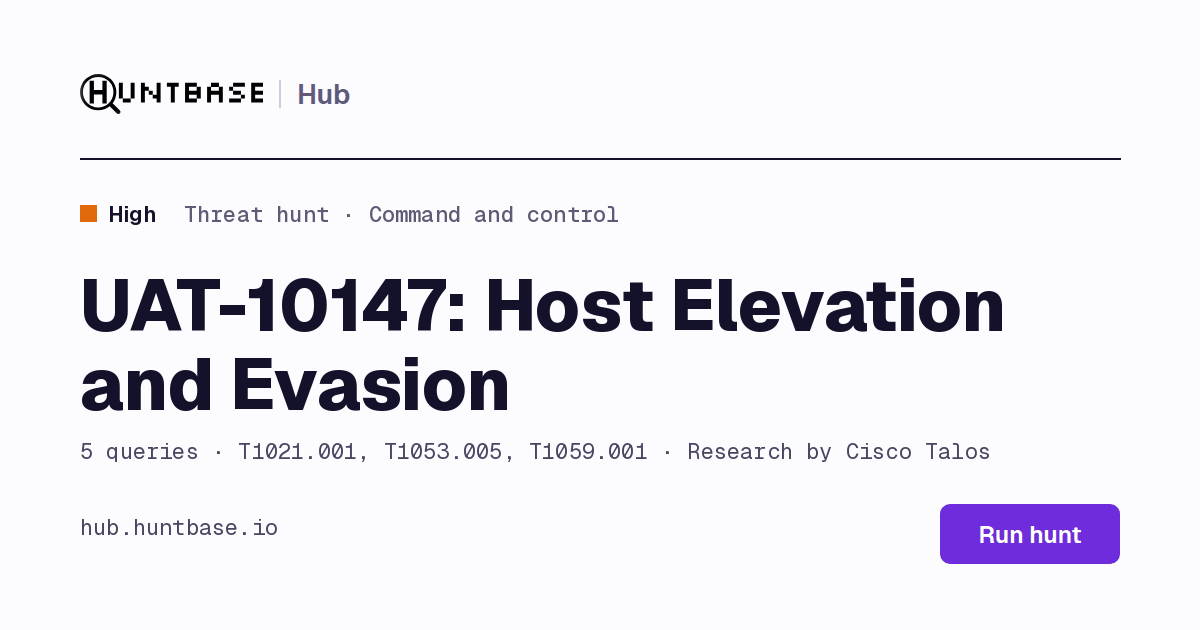 HUNTBASE | Hub
High Threat hunt · Command and control
UAT-10147: Host Elevation
and Evasion
5 queries · T1021.001, T1053.005, T1059.001 · Research by Cisco Talos
hub.huntbase.io
Run hunt